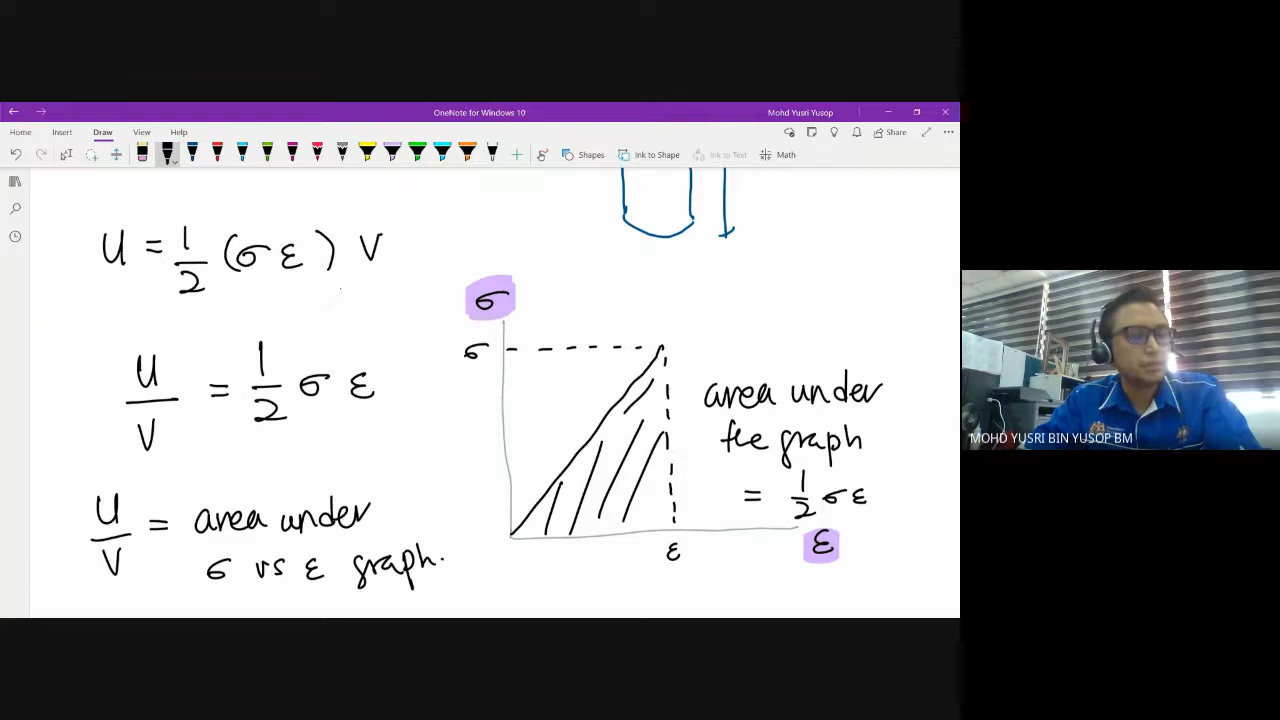 OneNote for Windows 10
Mohd Yusri Yusop
Home Insert Draw View Help
Share
Shapes
Ink to Shape
Ink to Text
Math
U = 1/2 (σ ε) V
U/V = 1/2 σ ε
U/V = area under
σ vs ε graph.
σ
σ
ε
ε
area under
the graph
= 1/2 σ ε
MOHD YUSRI BIN YUSOP BM